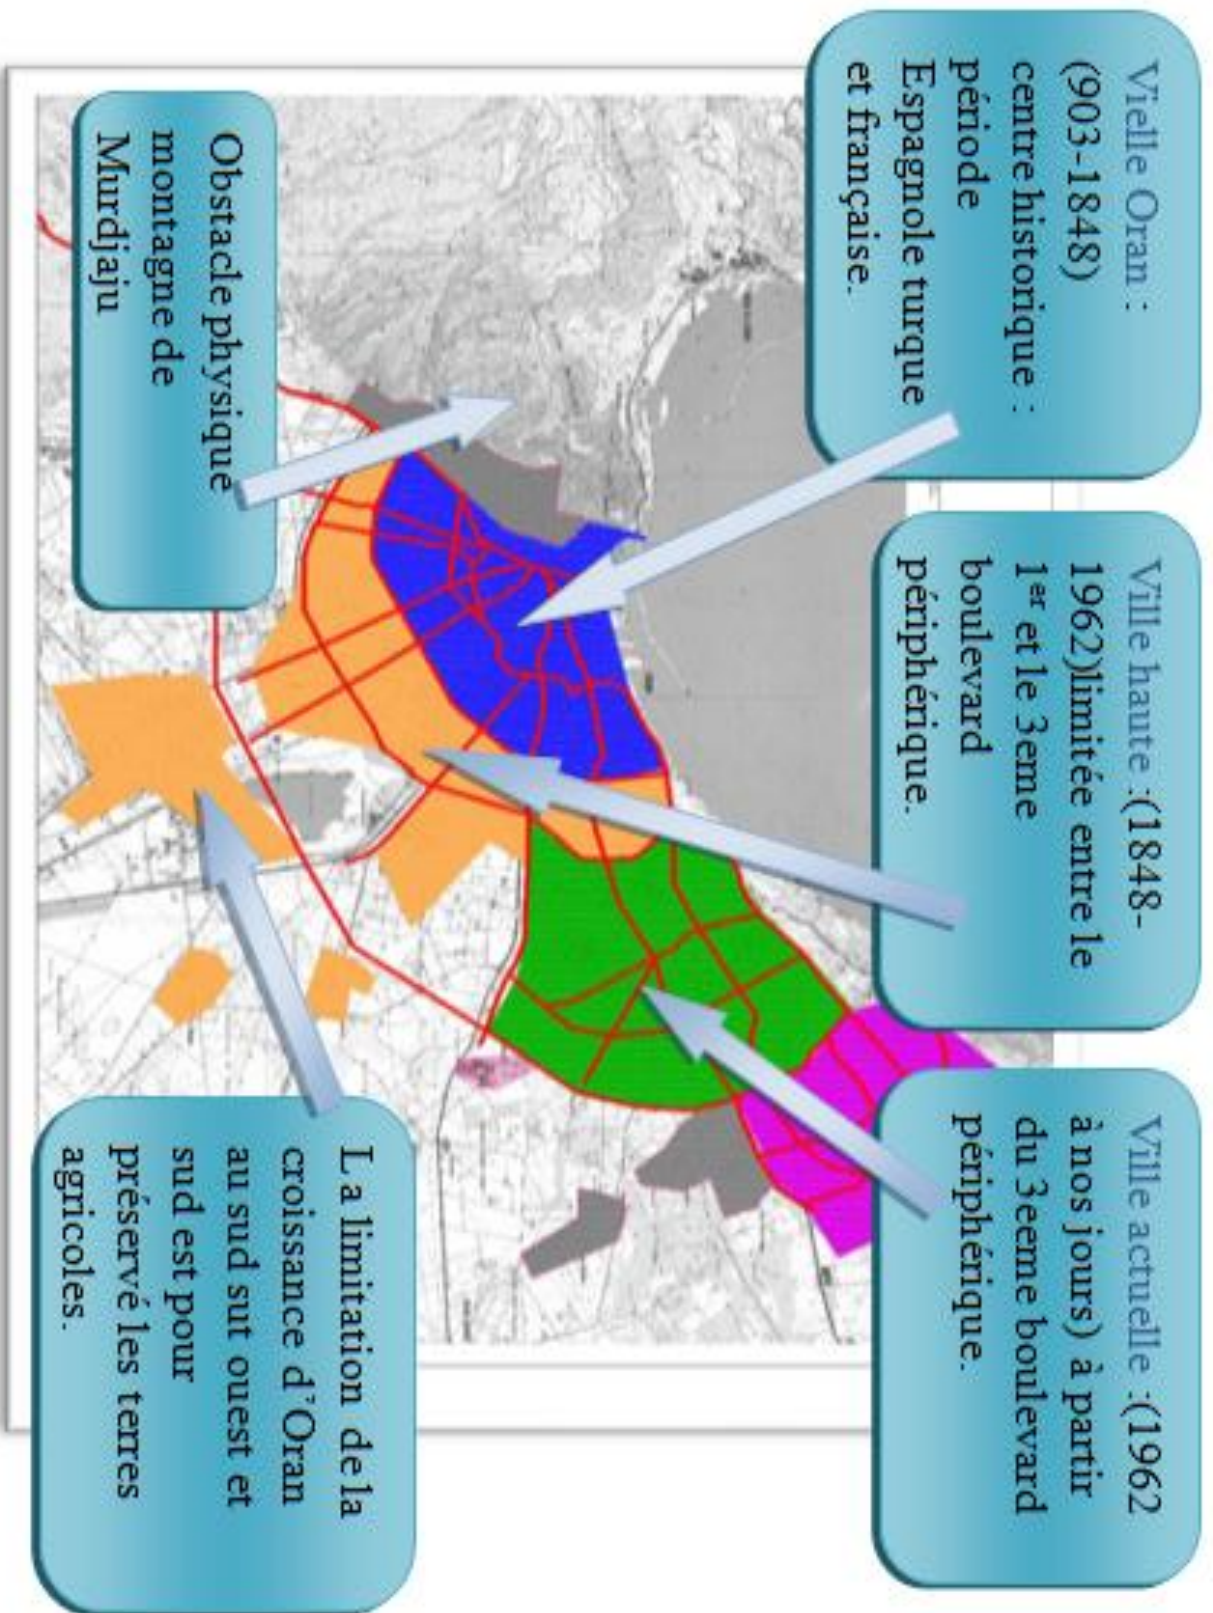 Vielle Oran :
(903-1848)
centre historique :
période
Espagnole turque
et française.
Ville haute :(1848-
1962)limitée entre le
1er et le 3eme
boulevard
périphérique.
Ville actuelle :(1962
à nos jours) à partir
du 3eeme boulevard
périphérique.
Obstacle physique
montagne de
Murdjaju
La limitation de la
croissance d’Oran
au sud sut ouest et
sud est pour
préservé les terres
agricoles.